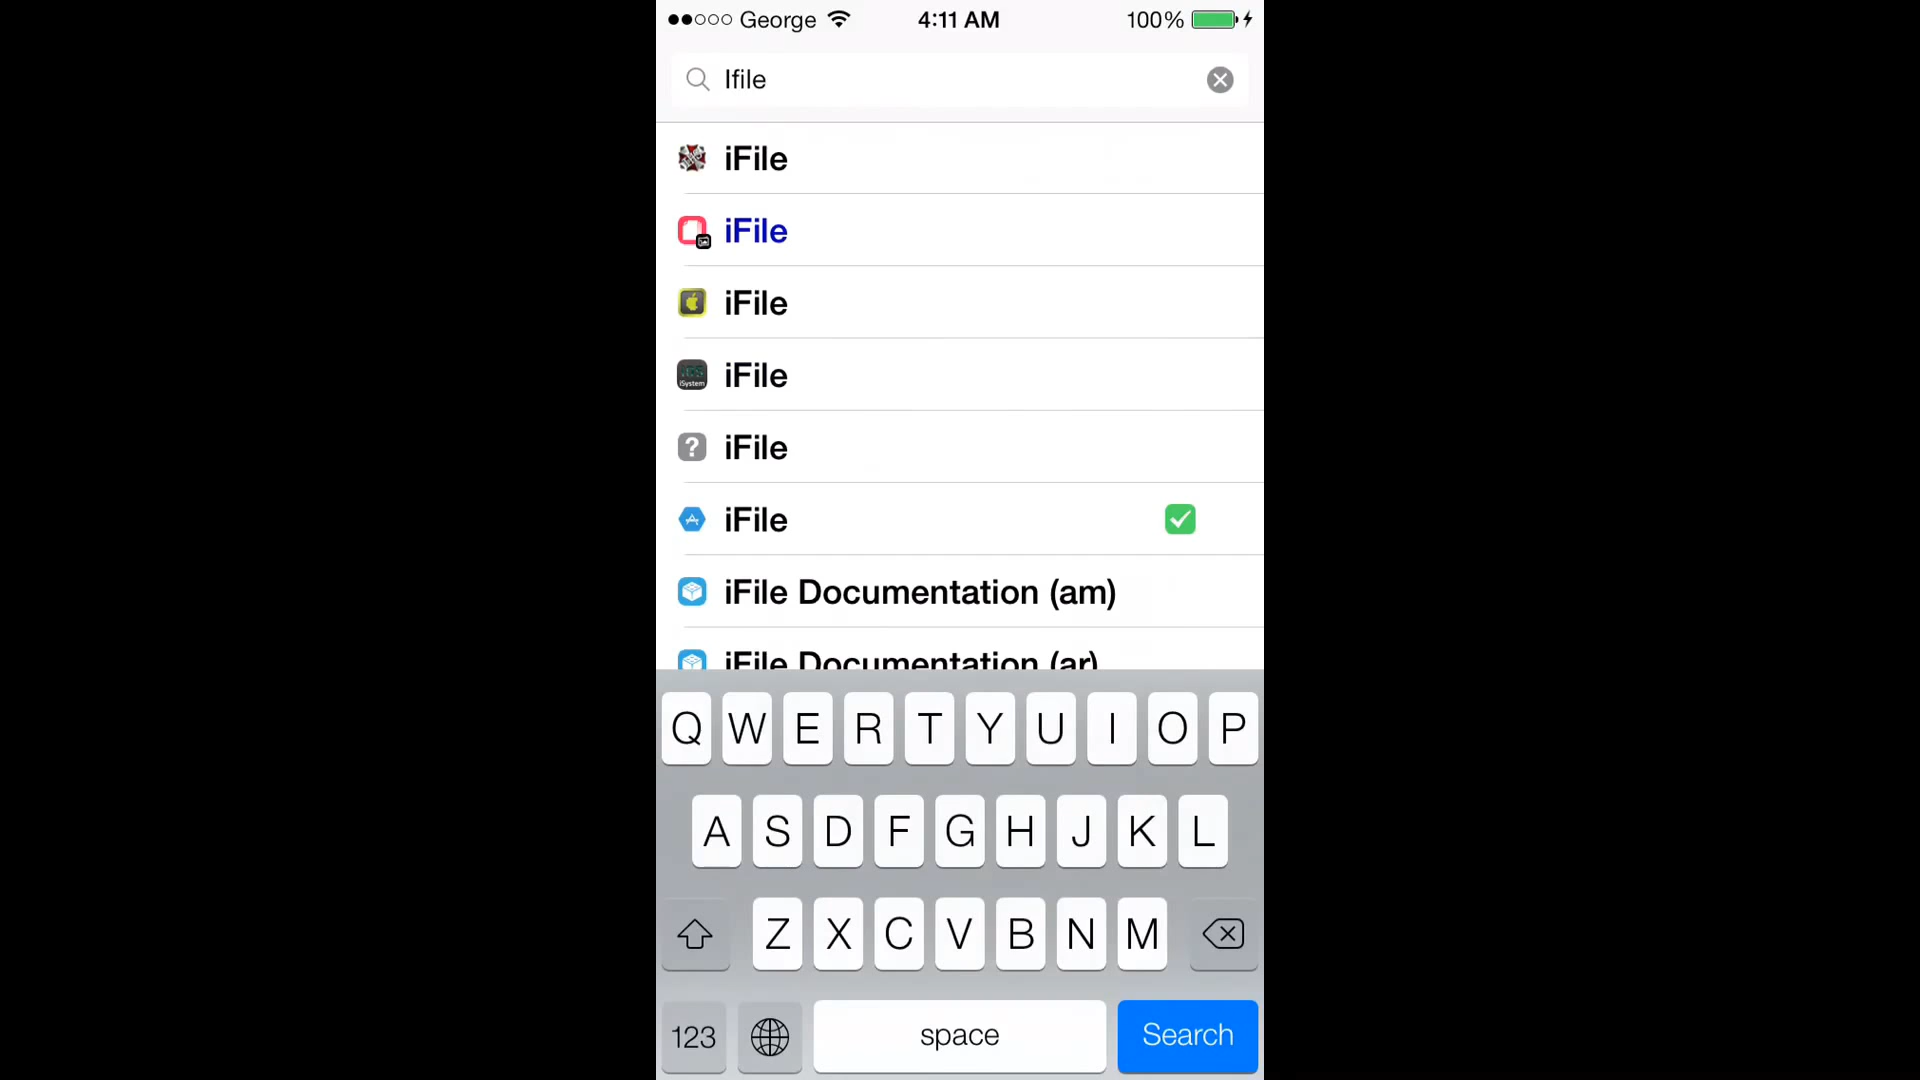 George 4:11 AM 100%
Ifile
iFile
iFile
iFile
iFile
iSystem
iFile
iFile
iFile Documentation (am)
iFile Documentation (ar)
Q W E R T Y U I O P
A S D F G H J K L
Z X C V B N M
123 space Search